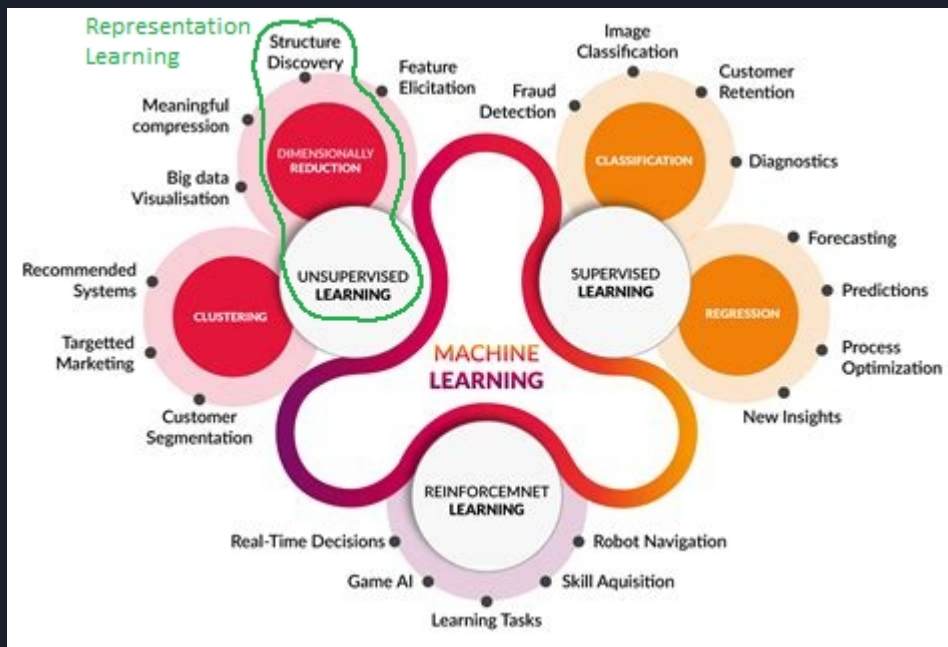 Representation
Learning
Structure
Discovery
Feature
Elicitation
Meaningful
compression
DIMENSIONALLY
REDUCTION
Big data
Visualisation
UNSUPERVISED
LEARNING
Recommended
Systems
CLUSTERING
Targetted
Marketing
Customer
Segmentation
MACHINE
LEARNING
Image
Classification
Fraud
Detection
Customer
Retention
CLASSIFICATION
Diagnostics
SUPERVISED
LEARNING
Forecasting
Predictions
REGRESSION
Process
Optimization
New Insights
REINFORCEMNET
LEARNING
Real-Time Decisions
Robot Navigation
Game AI
Skill Aquisition
Learning Tasks